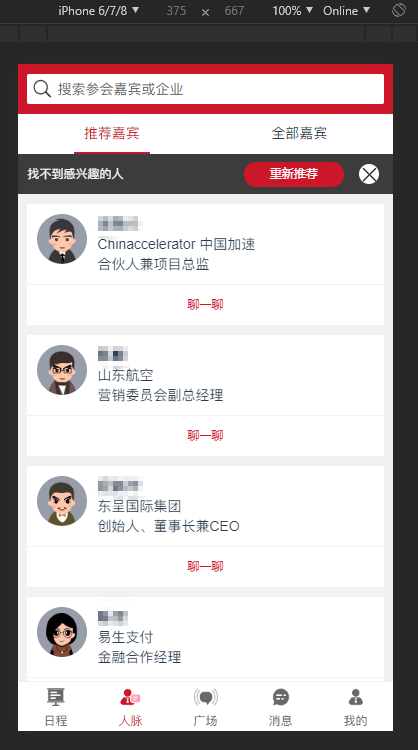 iPhone 6/7/8 ▼ 375 × 667 100% ▼ Online ▼
搜索参会嘉宾或企业
推荐嘉宾 全部嘉宾
找不到感兴趣的人 重新推荐
Chinaccelerator 中国加速
合伙人兼项目总监
聊一聊
山东航空
营销委员会副总经理
聊一聊
东呈国际集团
创始人、董事长兼CEO
聊一聊
易生支付
金融合作经理
日程 人脉 广场 消息 我的